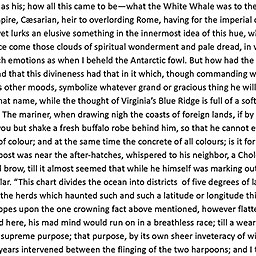 as his; how all this came to be—what the White Whale was to the
pire, Cæsarian, heir to overlording Rome, having for the imperial c
yet lurks an elusive something in the innermost idea of this hue, wh
ce come those clouds of spiritual wonderment and pale dread, in w
ch emotions as when I beheld the Antarctic fowl. But how had the
nd that this divineness had that in it which, though commanding w
s other moods, symbolize whatever grand or gracious thing he will
hat name, while the thought of Virginia’s Blue Ridge is full of a soft
The mariner, when drawing nigh the coasts of foreign lands, if by
you but shake a fresh buffalo robe behind him, so that he cannot e
of colour; and at the same time the concrete of all colours; is it for
post was near the after-hatches, whispered to his neighbor, a Chol
d brow, till it almost seemed that while he himself was marking out
lar. “This chart divides the ocean into districts of five degrees of la
the herds which haunted such and such a latitude or longitude thi
opes upon the one crowning fact above mentioned, however flatte
d here, his mad mind would run on in a breathless race; till a wear
supreme purpose; that purpose, by its own sheer inveteracy of wi
years intervened between the flinging of the two harpoons; and I t